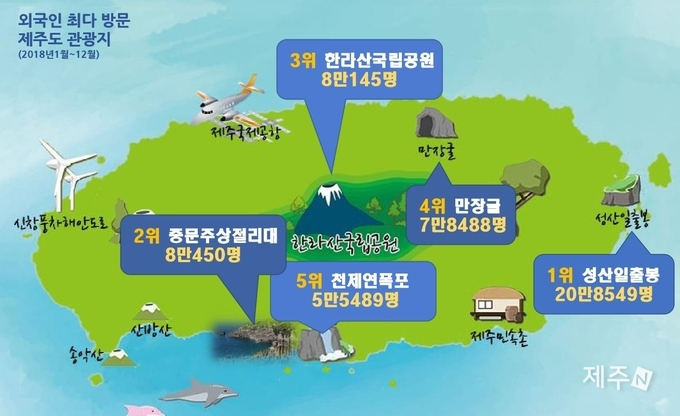 외국인 최다 방문
제주도 관광지
(2018년1월~12월)
3위 한라산국립공원
8만145명
제주국제공항
만장굴
신창풍차해안도로
성산일출봉
4위 만장글
7만8488명
한라산국립공원
2위 중문주상절리대
8만450명
5위 천제연폭포
5만5489명
1위 성산일출봉
20만8549명
산방산
제주민속촌
송악산
제주N